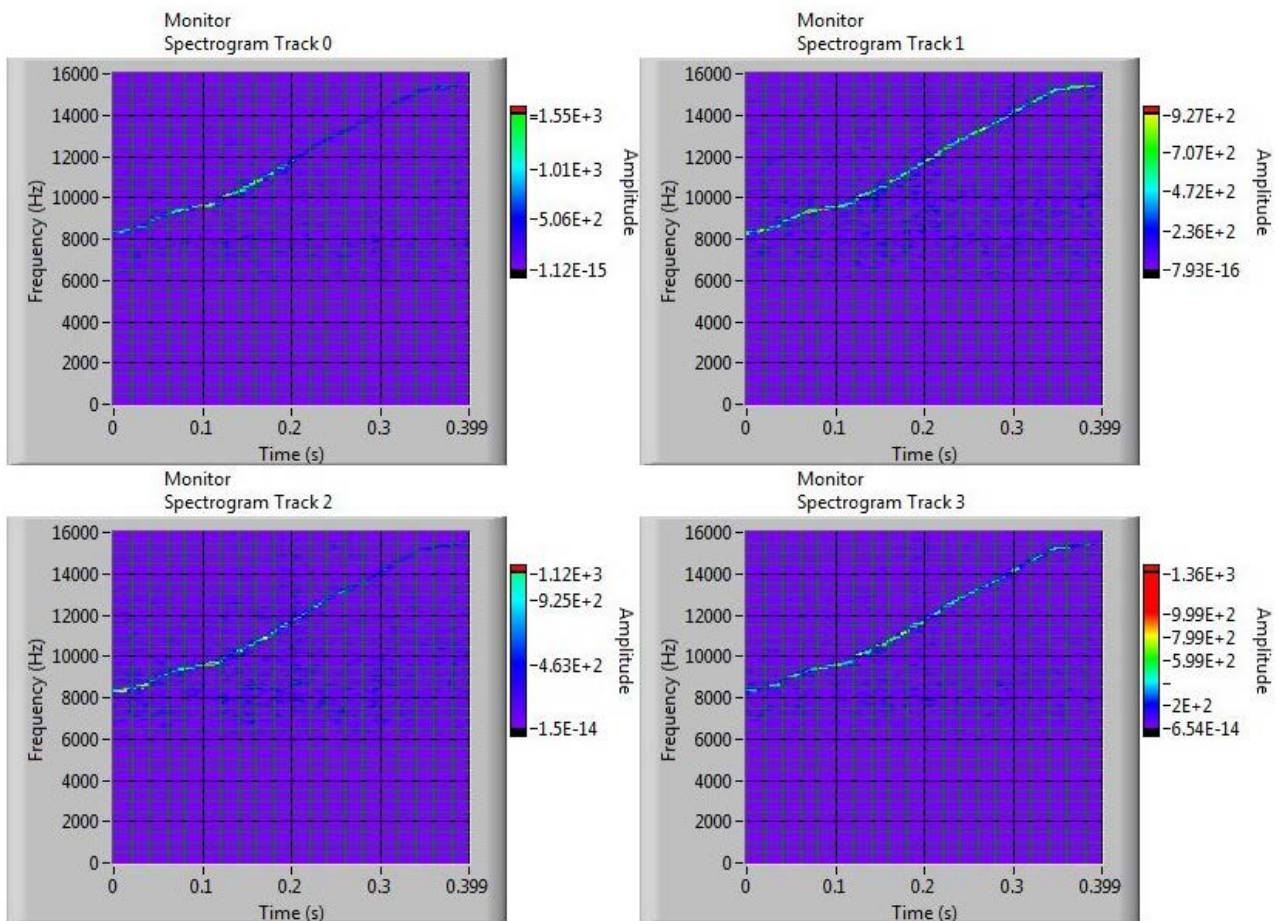 Monitor
Spectrogram Track 0
16000
14000
12000
10000
8000
6000
4000
2000
0
Frequency (Hz)
0 0.1 0.2 0.3 0.399
Time (s)
1.55E+3
1.01E+3
5.06E+2
1.12E-15
Amplitude
Monitor
Spectrogram Track 1
16000
14000
12000
10000
8000
6000
4000
2000
0
Frequency (Hz)
0 0.1 0.2 0.3 0.399
Time (s)
9.27E+2
7.07E+2
4.72E+2
2.36E+2
7.93E-16
Amplitude
Monitor
Spectrogram Track 2
16000
14000
12000
10000
8000
6000
4000
2000
0
Frequency (Hz)
0 0.1 0.2 0.3 0.399
Time (s)
1.12E+3
9.25E+2
4.63E+2
1.5E-14
Amplitude
Monitor
Spectrogram Track 3
16000
14000
12000
10000
8000
6000
4000
2000
0
Frequency (Hz)
0 0.1 0.2 0.3 0.399
Time (s)
1.36E+3
9.99E+2
7.99E+2
5.99E+2
2E+2
6.54E-14
Amplitude